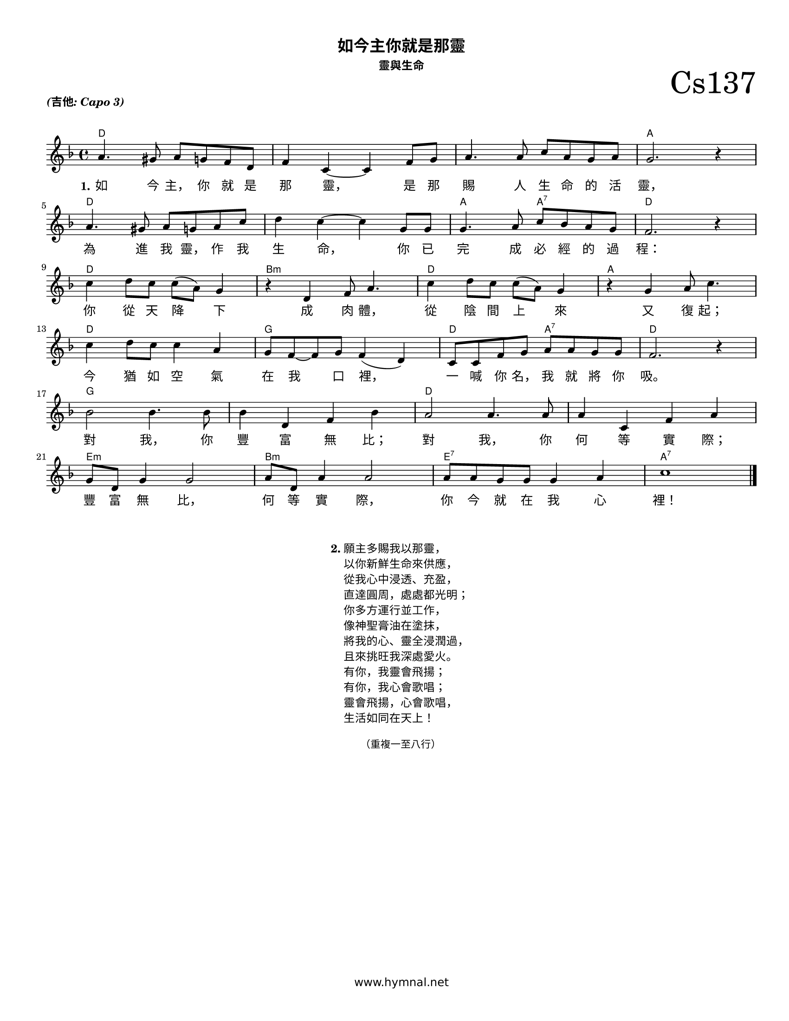 如今主你就是那靈
靈與生命
Cs137
(吉他: Capo 3)
D A
1. 如 今 主， 你 就 是 那 靈， 是 那 賜 人 生 命 的 活 靈，
5 D A A7 D
為 進 我 靈， 作 我 生 命， 你 已 完 成 必 經 的 過 程：
9 D Bm D A
你 從 天 降 下 成 肉 體， 從 陰 間 上 來 又 復 起；
13 D G D A7 D
今 猶 如 空 氣 在 我 口 裡， 一 喊 你 名， 我 就 將 你 吸。
17 G D
對 我， 你 豐 富 無 比； 對 我， 你 何 等 實 際；
21 Em Bm E7 A7
豐 富 無 比， 何 等 實 際， 你 今 就 在 我 心 裡！
2. 願主多賜我以那靈，
以你新鮮生命來供應，
從我心中浸透、充盈，
直達圓周，處處都光明；
你多方運行並工作，
像神聖膏油在塗抹，
將我的心、靈全浸潤過，
且來挑旺我深處愛火。
有你，我靈會飛揚；
有你，我心會歌唱；
靈會飛揚，心會歌唱，
生活如同在天上！
（重複一至八行）
www.hymnal.net